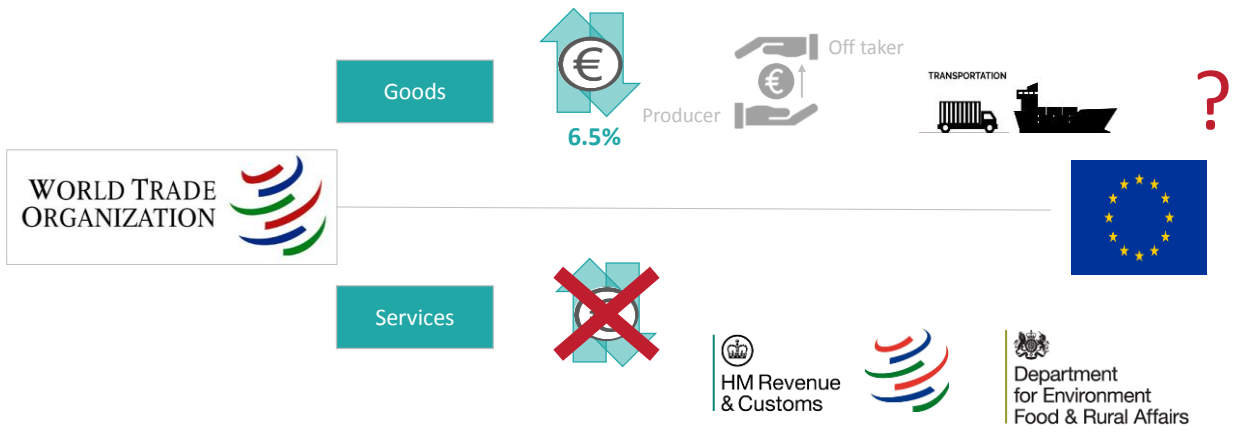 Goods
€
6.5%
Producer
€
Off taker
TRANSPORTATION
?
WORLD TRADE
ORGANIZATION
Services
HM Revenue
& Customs
Department
for Environment
Food & Rural Affairs